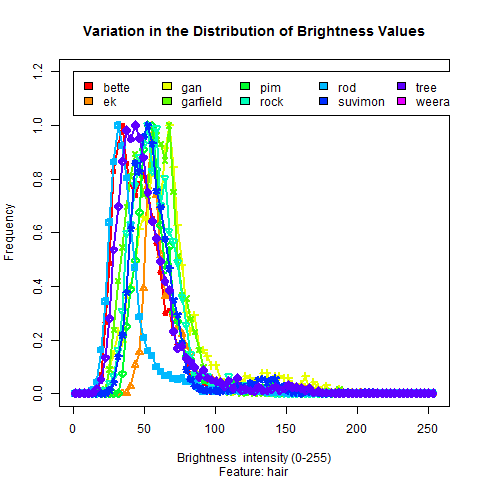 Variation in the Distribution of Brightness Values
bette gan pim rod tree
ek garfield rock suvimon weera
Frequency
1.2
1.0
0.8
0.6
0.4
0.2
0.0
0 50 100 150 200 250
Brightness intensity (0-255)
Feature: hair